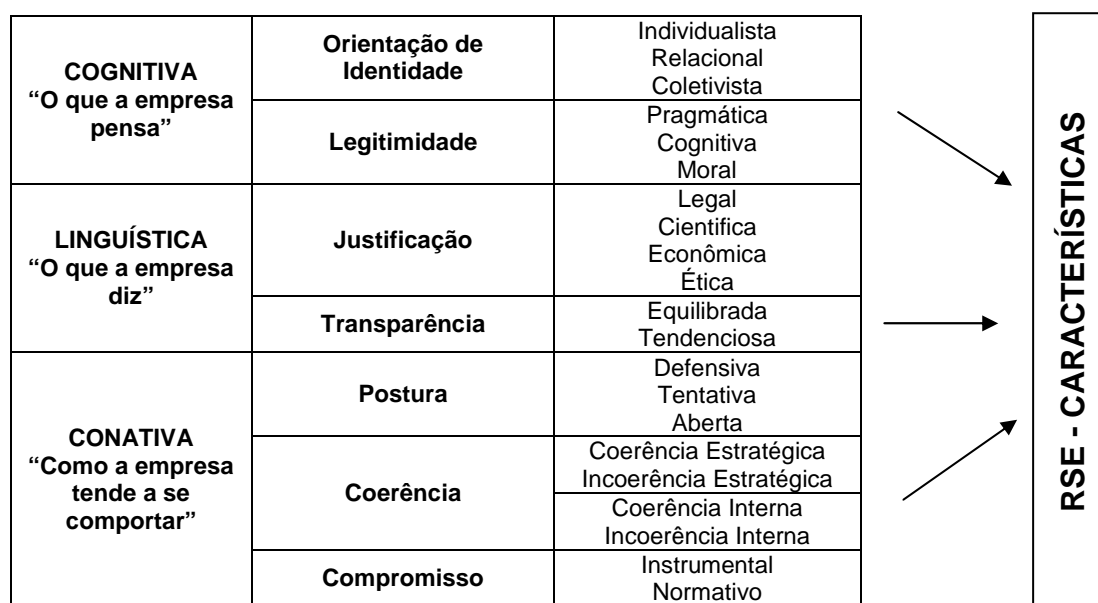 COGNITIVA
“O que a empresa
pensa”
Orientação de
Identidade
Individualista
Relacional
Coletivista
Legitimidade
Pragmática
Cognitiva
Moral
LINGUÍSTICA
“O que a empresa
diz”
Justificação
Legal
Cientifica
Econômica
Ética
Transparência
Equilibrada
Tendenciosa
CONATIVA
“Como a empresa
tende a se
comportar”
Postura
Defensiva
Tentativa
Aberta
Coerência
Coerência Estratégica
Incoerência Estratégica
Coerência Interna
Incoerência Interna
Compromisso
Instrumental
Normativo
RSE - CARACTERÍSTICAS